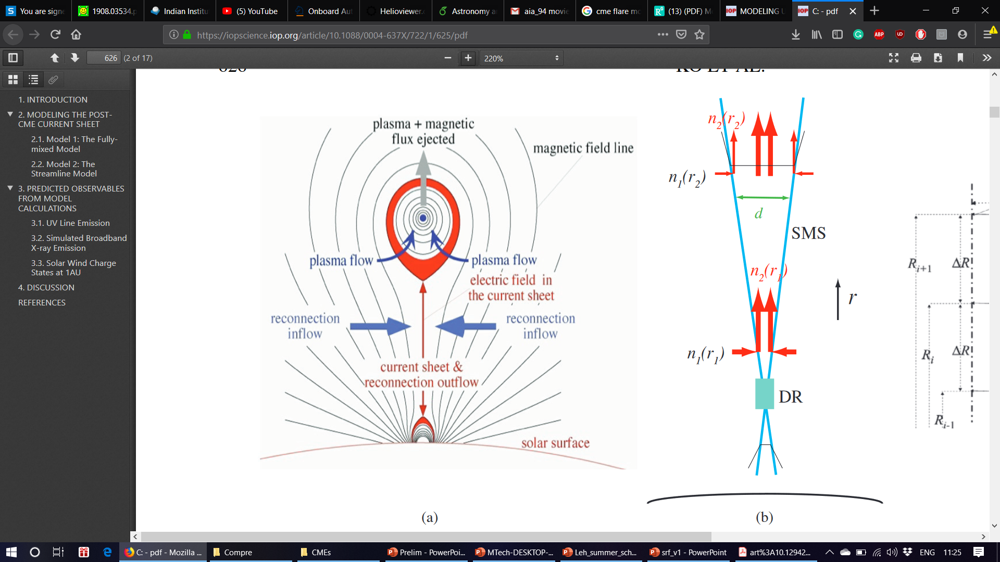 You are signe
1908.03534.p
Indian Institu
(5) YouTube
Onboard Aut
Helioviewer.o
Astronomy a
aia_94 movie
cme flare mo
(13) (PDF) M
MODELING U
C: - pdf
https://iopscience.iop.org/article/10.1088/0004-637X/722/1/625/pdf
626 (2 of 17)
220%
1. INTRODUCTION
2. MODELING THE POST-
CME CURRENT SHEET
2.1. Model 1: The Fully-
mixed Model
2.2. Model 2: The
Streamline Model
3. PREDICTED OBSERVABLES
FROM MODEL
CALCULATIONS
3.1. UV Line Emission
3.2. Simulated Broadband
X-ray Emission
3.3. Solar Wind Charge
States at 1AU
4. DISCUSSION
REFERENCES
626
KO ET AL.
plasma + magnetic
flux ejected
magnetic field line
plasma flow
plasma flow
electric field in
the current sheet
reconnection
inflow
reconnection
inflow
current sheet &
reconnection outflow
solar surface
(a)
n2(r2)
n1(r2)
d
SMS
n2(r1)
r
n1(r1)
DR
(b)
Ri+1
ΔR
Ri
ΔR
Ri-1
C: - pdf - Mozilla ...
Compre
CMEs
Prelim - PowerPoi...
MTech-DESKTOP-...
Leh_summer_sch...
srf_v1 - PowerPoint
art%3A10.12942...
ENG
11:25